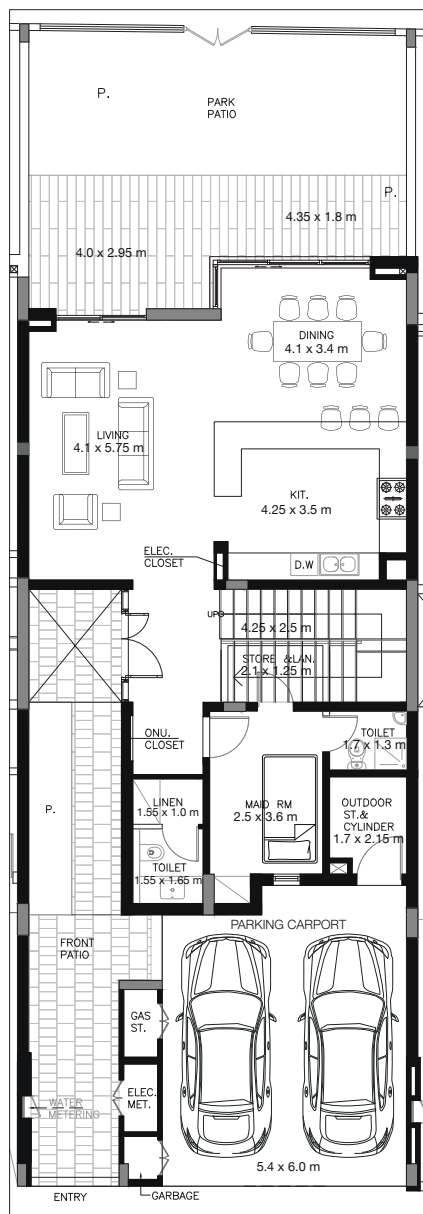 P.
PARK
PATIO
P.
4.35 x 1.8 m
4.0 x 2.95 m
DINING
4.1 x 3.4 m
LIVING
4.1 x 5.75 m
KIT.
4.25 x 3.5 m
ELEC.
CLOSET
D.W
UP
4.25 x 2.5 m
STORE &LAN.
2.1 x 1.25 m
ONU.
CLOSET
TOILET
1.7 x 1.3 m
P.
LINEN
1.55 x 1.0 m
MAID RM
2.5 x 3.6 m
OUTDOOR
ST.&
CYLINDER
1.7 x 2.15 m
TOILET
1.55 x 1.65 m
PARKING CARPORT
FRONT
PATIO
GAS
ST.
ELEC.
MET.
WATER
METERING
5.4 x 6.0 m
ENTRY
GARBAGE